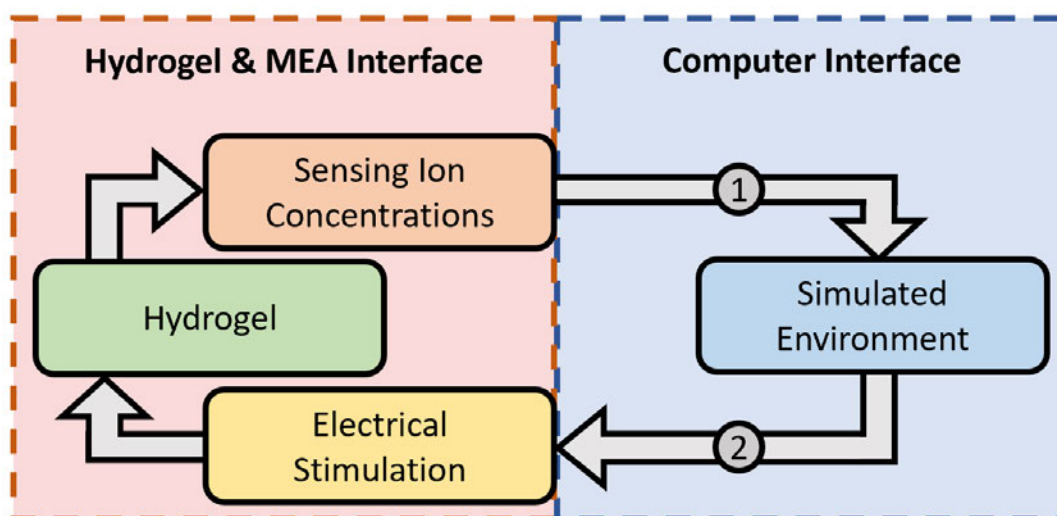 Hydrogel & MEA Interface
Computer Interface
Sensing Ion
Concentrations
1
Hydrogel
Simulated
Environment
Electrical
Stimulation
2